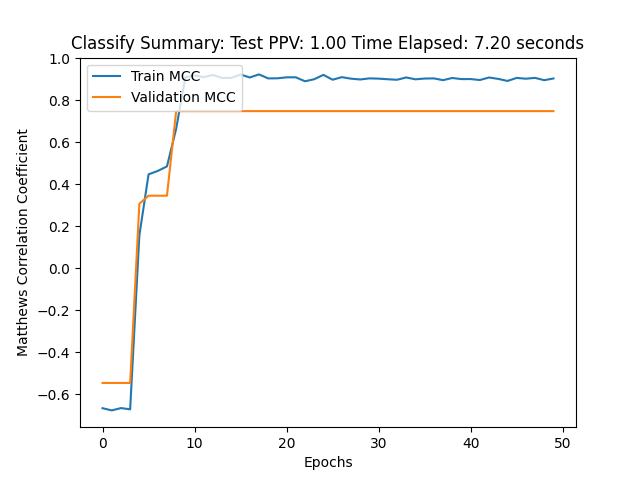 Classify Summary: Test PPV: 1.00 Time Elapsed: 7.20 seconds
Train MCC
Validation MCC
Matthews Correlation Coefficient
1.0
0.8
0.6
0.4
0.2
0.0
−0.2
−0.4
−0.6
0 10 20 30 40 50
Epochs